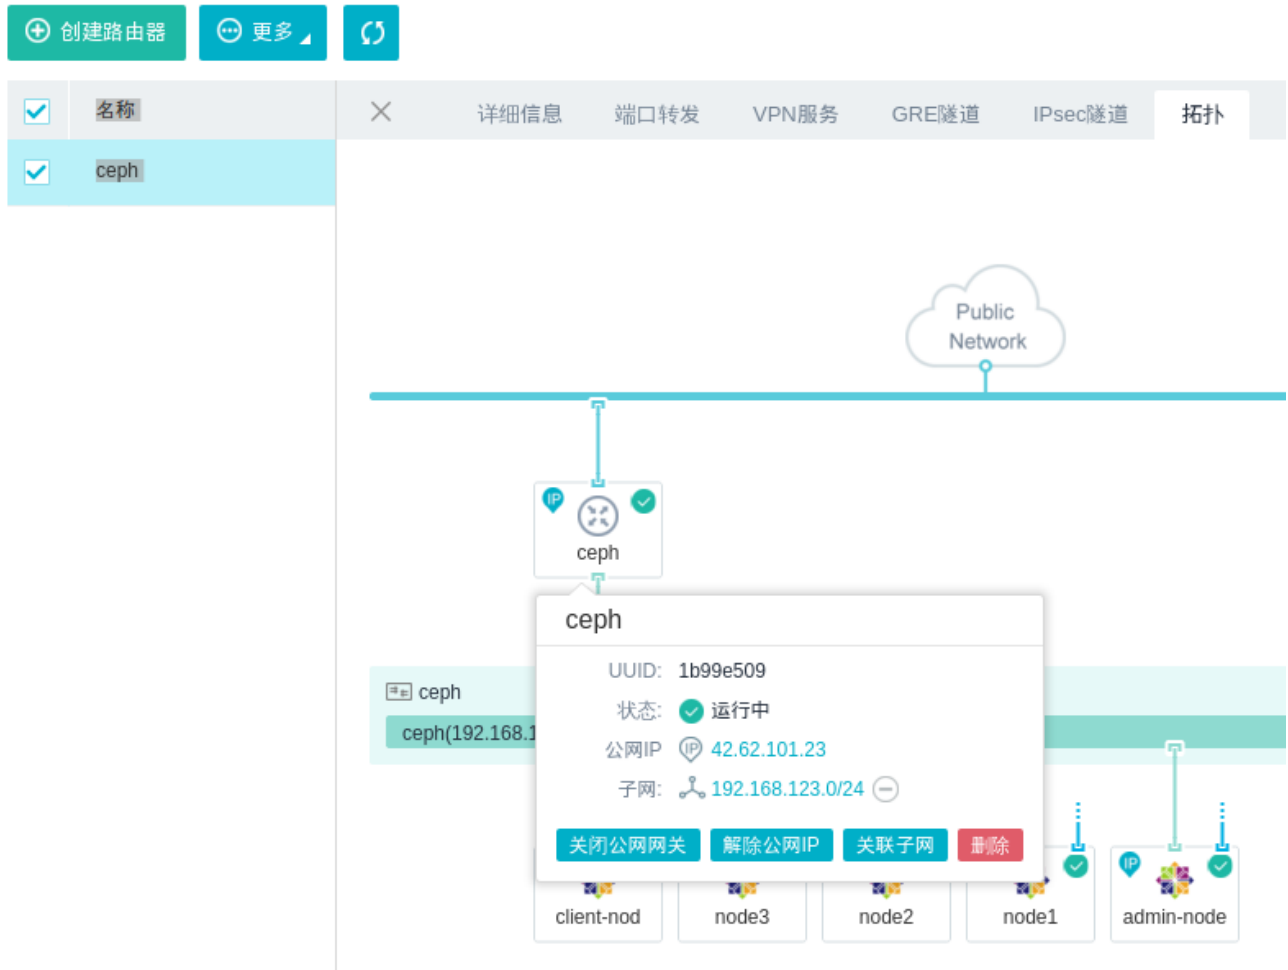 创建路由器
更多
名称
ceph
详细信息
端口转发
VPN服务
GRE隧道
IPsec隧道
拓扑
Public
Network
IP
ceph
ceph
UUID: 1b99e509
状态: 运行中
公网IP IP 42.62.101.23
子网: 192.168.123.0/24
关闭公网网关
解除公网IP
关联子网
删除
ceph
ceph(192.168.1
IP
client-nod
node3
node2
node1
admin-node